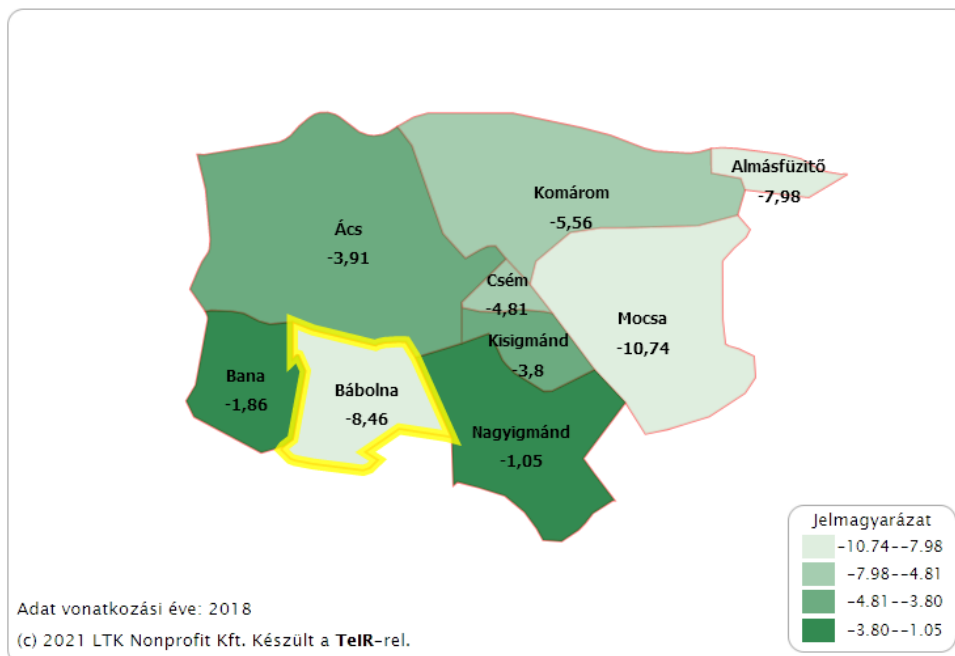 Almásfüzitő
-7,98
Komárom
-5,56
Ács
-3,91
Csém
-4,81
Mocsa
-10,74
Kisigmánd
-3,8
Bana
-1,86
Bábolna
-8,46
Nagyigmánd
-1,05
Jelmagyarázat
-10.74--7.98
-7.98--4.81
-4.81--3.80
-3.80--1.05
Adat vonatkozási éve: 2018
(c) 2021 LTK Nonprofit Kft. Készült a TeIR-rel.